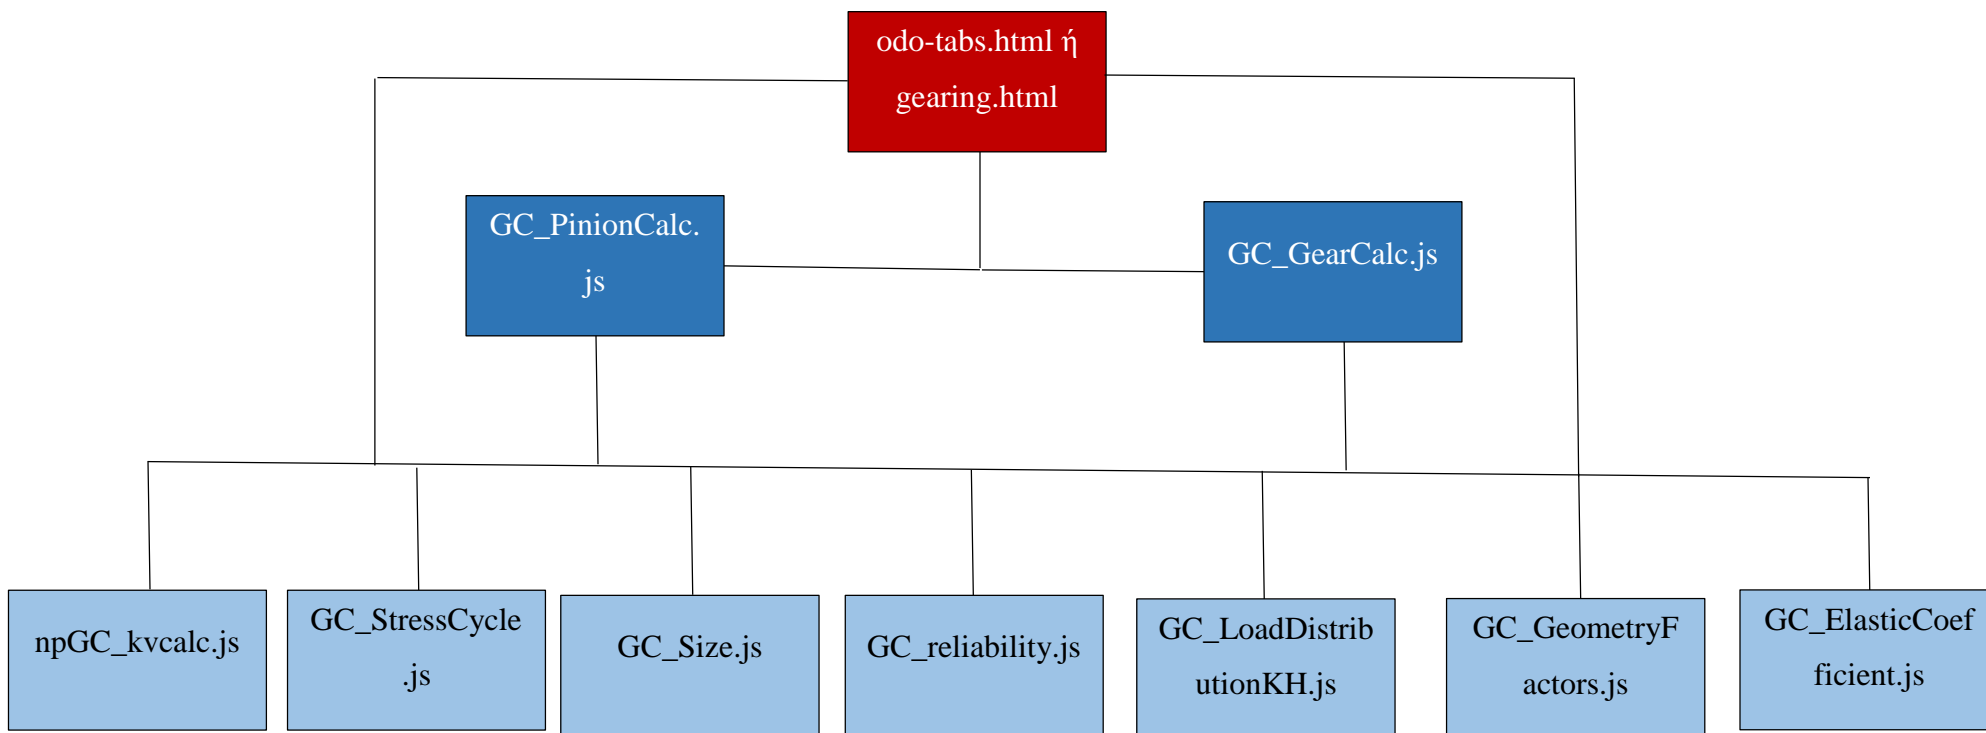 odo-tabs.html ή
gearing.html
GC_PinionCalc.
js
GC_GearCalc.js
npGC_kvcalc.js
GC_StressCycle
.js
GC_Size.js
GC_reliability.js
GC_LoadDistrib
utionKH.js
GC_GeometryF
actors.js
GC_ElasticCoef
ficient.js